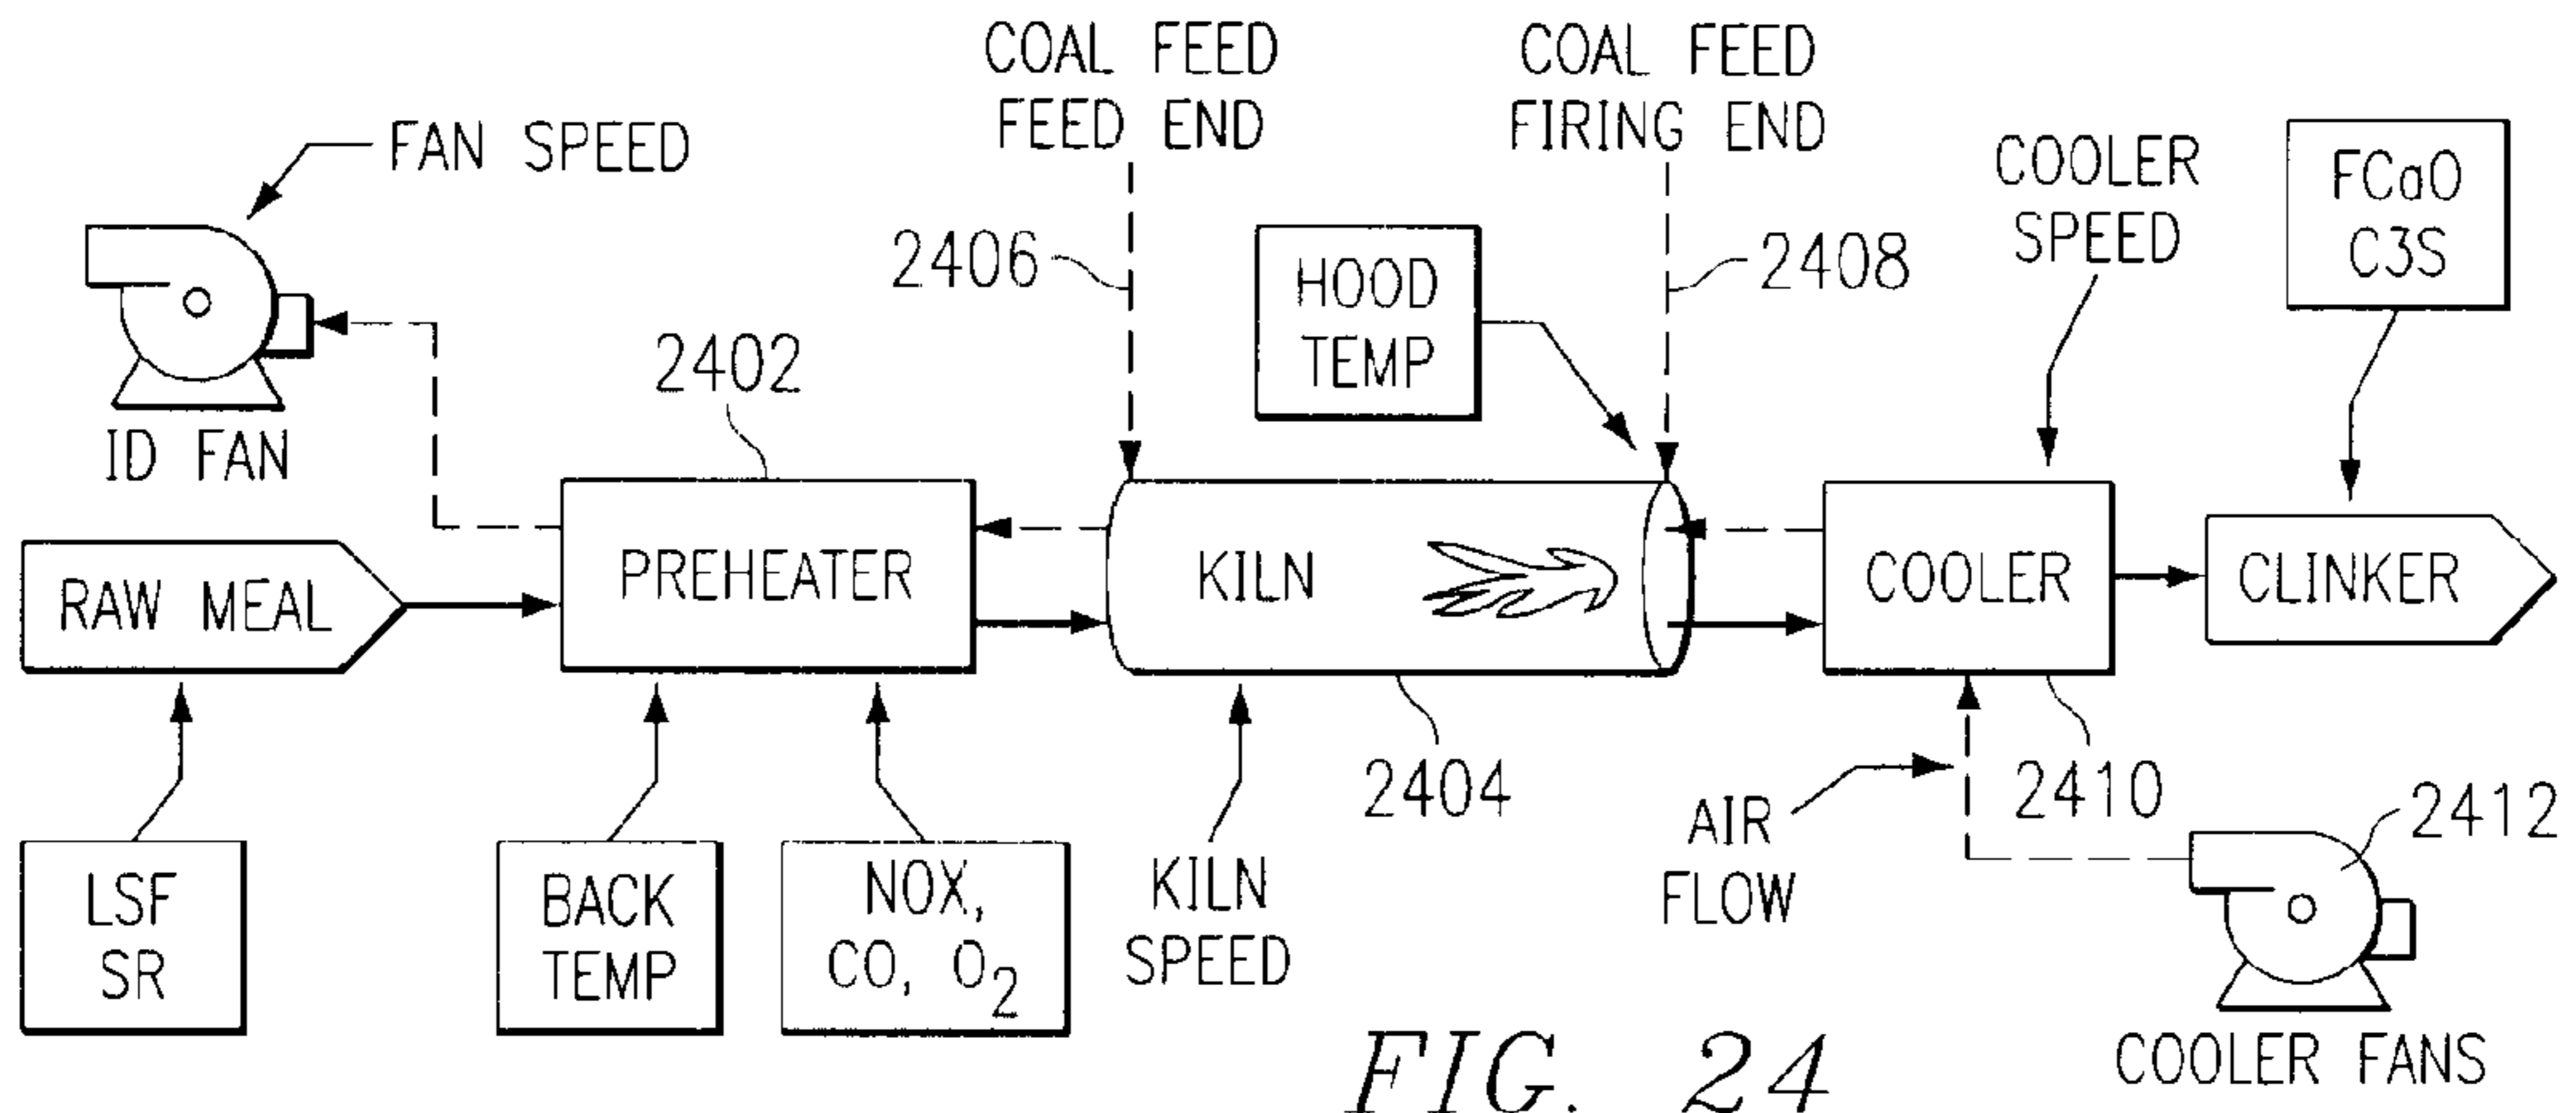 COAL FEED
FEED END
COAL FEED
FIRING END
FAN SPEED
COOLER
SPEED
FCaO
C3S
2406
HOOD
TEMP
2408
2402
ID FAN
RAW MEAL
PREHEATER
KILN
COOLER
CLINKER
2404
2410
AIR
FLOW
2412
LSF
SR
BACK
TEMP
NOX,
CO, O2
KILN
SPEED
COOLER FANS
FIG. 24